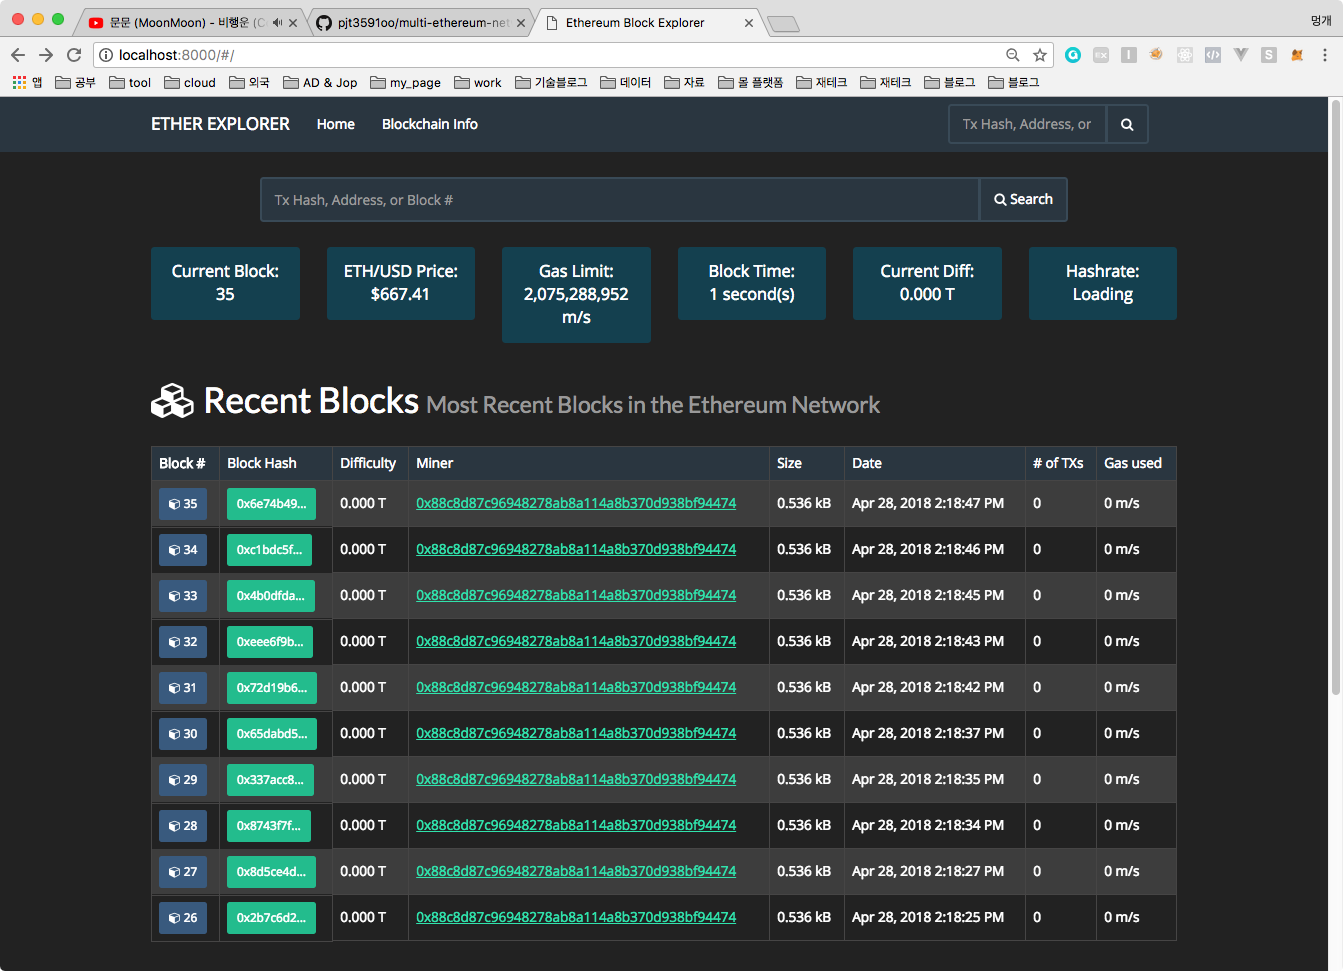 문문 (MoonMoon) - 비행운 (C
pjt3591oo/multi-ethereum-net
Ethereum Block Explorer
멍개
localhost:8000/#/
앱 공부 tool cloud 외국 AD & Jop my_page work 기술블로그 데이터 자료 몰 플랫폼 재테크 재테크 블로그 블로그
ETHER EXPLORER Home Blockchain Info Tx Hash, Address, or
Tx Hash, Address, or Block # Search
Current Block:
35
ETH/USD Price:
$667.41
Gas Limit:
2,075,288,952
m/s
Block Time:
1 second(s)
Current Diff:
0.000 T
Hashrate:
Loading
Recent Blocks Most Recent Blocks in the Ethereum Network
Block # Block Hash Difficulty Miner Size Date # of TXs Gas used
35 0x6e74b49... 0.000 T 0x88c8d87c96948278ab8a114a8b370d938bf94474 0.536 kB Apr 28, 2018 2:18:47 PM 0 0 m/s
34 0xc1bdc5f... 0.000 T 0x88c8d87c96948278ab8a114a8b370d938bf94474 0.536 kB Apr 28, 2018 2:18:46 PM 0 0 m/s
33 0x4b0dfda... 0.000 T 0x88c8d87c96948278ab8a114a8b370d938bf94474 0.536 kB Apr 28, 2018 2:18:45 PM 0 0 m/s
32 0xeee6f9b... 0.000 T 0x88c8d87c96948278ab8a114a8b370d938bf94474 0.536 kB Apr 28, 2018 2:18:43 PM 0 0 m/s
31 0x72d19b6... 0.000 T 0x88c8d87c96948278ab8a114a8b370d938bf94474 0.536 kB Apr 28, 2018 2:18:42 PM 0 0 m/s
30 0x65dabd5... 0.000 T 0x88c8d87c96948278ab8a114a8b370d938bf94474 0.536 kB Apr 28, 2018 2:18:37 PM 0 0 m/s
29 0x337acc8... 0.000 T 0x88c8d87c96948278ab8a114a8b370d938bf94474 0.536 kB Apr 28, 2018 2:18:35 PM 0 0 m/s
28 0x8743f7f... 0.000 T 0x88c8d87c96948278ab8a114a8b370d938bf94474 0.536 kB Apr 28, 2018 2:18:34 PM 0 0 m/s
27 0x8d5ce4d... 0.000 T 0x88c8d87c96948278ab8a114a8b370d938bf94474 0.536 kB Apr 28, 2018 2:18:27 PM 0 0 m/s
26 0x2b7c6d2... 0.000 T 0x88c8d87c96948278ab8a114a8b370d938bf94474 0.536 kB Apr 28, 2018 2:18:25 PM 0 0 m/s